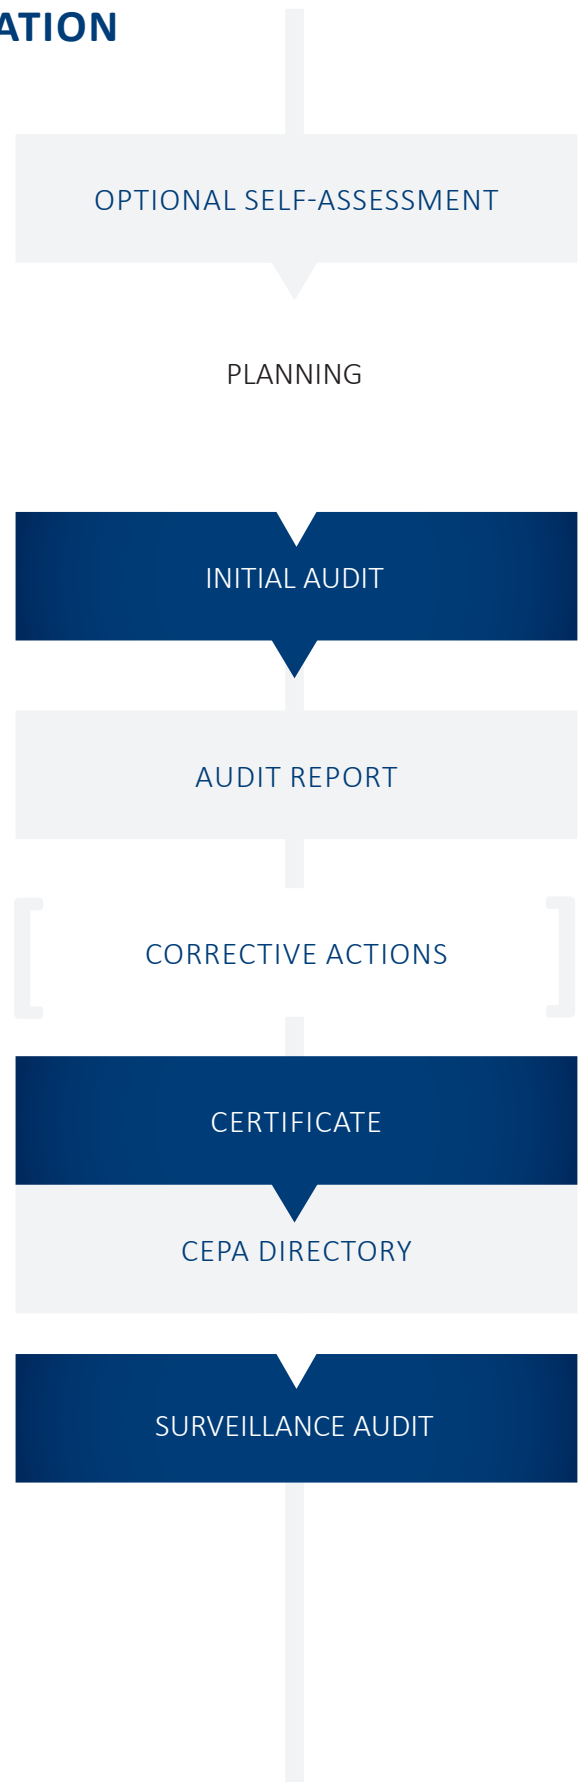 ATION
OPTIONAL SELF-ASSESSMENT
PLANNING
INITIAL AUDIT
AUDIT REPORT
CORRECTIVE ACTIONS
CERTIFICATE
CEPA DIRECTORY
SURVEILLANCE AUDIT